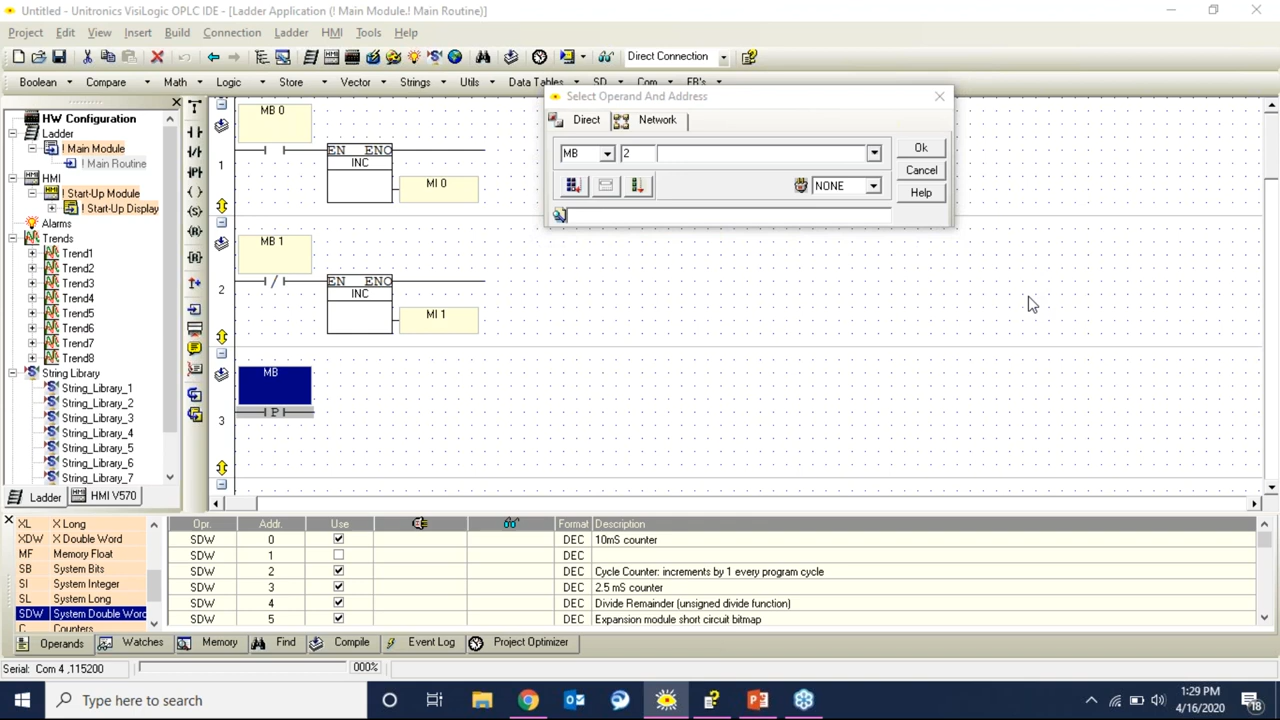 Untitled - Unitronics VisiLogic OPLC IDE - [Ladder Application (! Main Module.! Main Routine)]
Project Edit View Insert Build Connection Ladder HMI Tools Help
Direct Connection
Boolean Compare Math Logic Store Vector Strings Utils Data Tables SD Com FB's
HW Configuration
Ladder
! Main Module
! Main Routine
HMI
! Start-Up Module
! Start-Up Display
Alarms
Trends
Trend1
Trend2
Trend3
Trend4
Trend5
Trend6
Trend7
Trend8
String Library
String_Library_1
String_Library_2
String_Library_3
String_Library_4
String_Library_5
String_Library_6
String_Library_7
Ladder HMI V570
MB 0
1
EN ENO
INC
MI 0
MB 1
2
EN ENO
INC
MI 1
MB
P
3
Select Operand And Address
Direct Network
MB 2
Ok
Cancel
NONE
Help
XL X Long
XDW X Double Word
MF Memory Float
SB System Bits
SI System Integer
SL System Long
SDW System Double Word
C Counters
Opr. Addr. Use Format Description
SDW 0 DEC 10mS counter
SDW 1 DEC
SDW 2 DEC Cycle Counter: increments by 1 every program cycle
SDW 3 DEC 2.5 mS counter
SDW 4 DEC Divide Remainder (unsigned divide function)
SDW 5 DEC Expansion module short circuit bitmap
Operands Watches Memory Find Compile Event Log Project Optimizer
Serial: Com 4 ,115200 000%
Type here to search
1:29 PM
4/16/2020
18